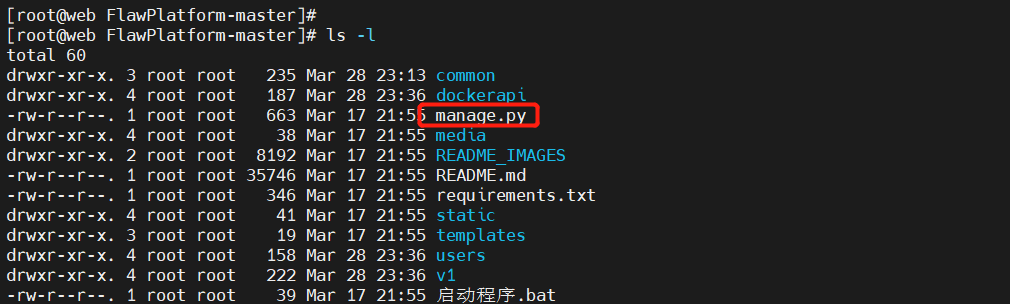 [root@web FlawPlatform-master]#
[root@web FlawPlatform-master]# ls -l
total 60
drwxr-xr-x. 3 root root   235 Mar 28 23:13 common
drwxr-xr-x. 4 root root   187 Mar 28 23:36 dockerapi
-rw-r--r--. 1 root root   663 Mar 17 21:55 manage.py
drwxr-xr-x. 4 root root    38 Mar 17 21:55 media
drwxr-xr-x. 2 root root  8192 Mar 17 21:55 README_IMAGES
-rw-r--r--. 1 root root 35746 Mar 17 21:55 README.md
-rw-r--r--. 1 root root   346 Mar 17 21:55 requirements.txt
drwxr-xr-x. 4 root root    41 Mar 17 21:55 static
drwxr-xr-x. 3 root root    19 Mar 17 21:55 templates
drwxr-xr-x. 4 root root   158 Mar 28 23:36 users
drwxr-xr-x. 4 root root   222 Mar 28 23:36 v1
-rw-r--r--. 1 root root    39 Mar 17 21:55 启动程序.bat